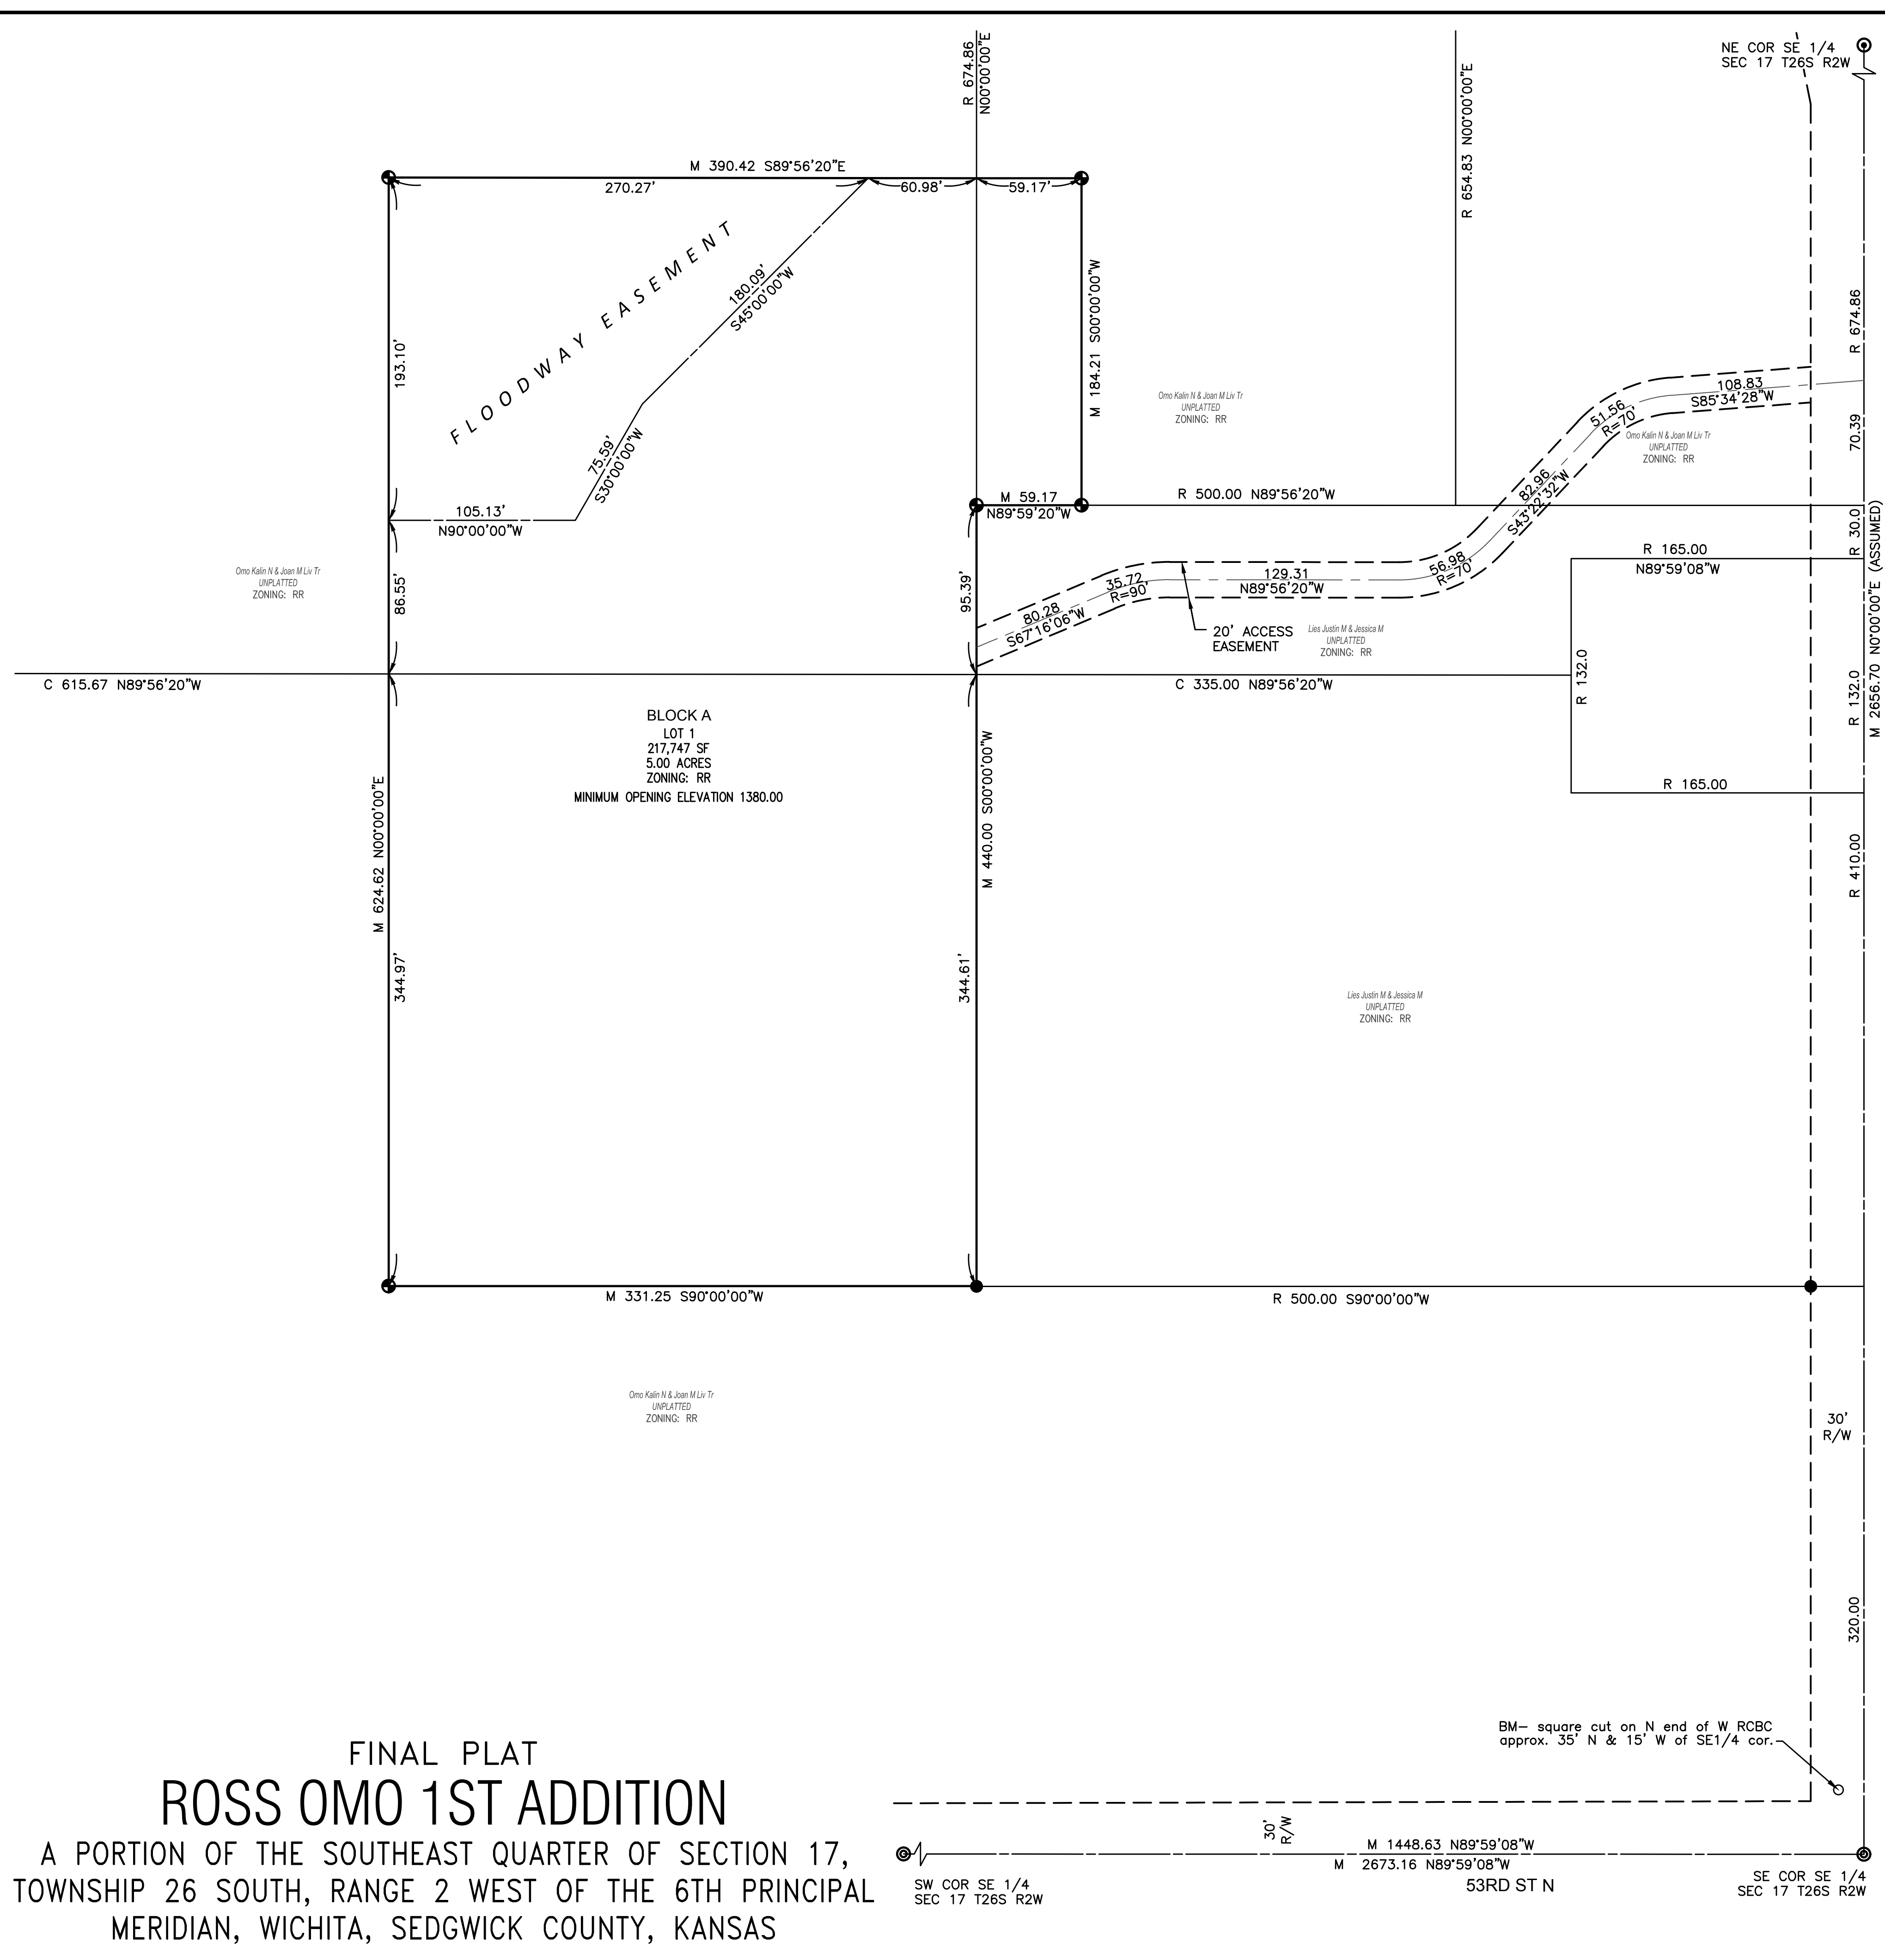 NE COR SE 1/4
SEC 17 T26S R2W
R 674.86
N00°00'00"E
R 654.83 N00°00'00"E
M 390.42 S89°56'20"E
270.27'
60.98'
59.17'
FLOODWAY EASEMENT
180.09'
S45°00'00"W
193.10'
75.59'
S30°00'00"W
105.13'
N90°00'00"W
M 184.21 S00°00'00"W
Omo Kalin N & Joan M Liv Tr
UNPLATTED
ZONING: RR
R 674.86
108.83
S85°34'28"W
51.56
R=70'
Omo Kalin N & Joan M Liv Tr
UNPLATTED
ZONING: RR
70.39
82.96
S43°22'32"W
M 59.17
N89°59'20"W
R 500.00 N89°56'20"W
R 30.0
R 165.00
N89°59'08"W
M 2656.70 N0°00'00"E (ASSUMED)
Omo Kalin N & Joan M Liv Tr
UNPLATTED
ZONING: RR
86.55'
95.39'
80.28
S67°16'06"W
35.72
R=90'
129.31
N89°56'20"W
56.98
R=70'
20' ACCESS
EASEMENT
Lies Justin M & Jessica M
UNPLATTED
ZONING: RR
R 132.0
R 132.0
C 615.67 N89°56'20"W
C 335.00 N89°56'20"W
BLOCK A
LOT 1
217,747 SF
5.00 ACRES
ZONING: RR
MINIMUM OPENING ELEVATION 1380.00
R 165.00
M 624.62 N00°00'00"E
M 440.00 S00°00'00"W
R 410.00
344.97'
344.61'
Lies Justin M & Jessica M
UNPLATTED
ZONING: RR
M 331.25 S90°00'00"W
R 500.00 S90°00'00"W
Omo Kalin N & Joan M Liv Tr
UNPLATTED
ZONING: RR
30'
R/W
320.00
BM– square cut on N end of W RCBC
approx. 35' N & 15' W of SE1/4 cor.
FINAL PLAT
ROSS OMO 1ST ADDITION
A PORTION OF THE SOUTHEAST QUARTER OF SECTION 17,
TOWNSHIP 26 SOUTH, RANGE 2 WEST OF THE 6TH PRINCIPAL
MERIDIAN, WICHITA, SEDGWICK COUNTY, KANSAS
30'
R/W
M 1448.63 N89°59'08"W
M 2673.16 N89°59'08"W
53RD ST N
SW COR SE 1/4
SEC 17 T26S R2W
SE COR SE 1/4
SEC 17 T26S R2W